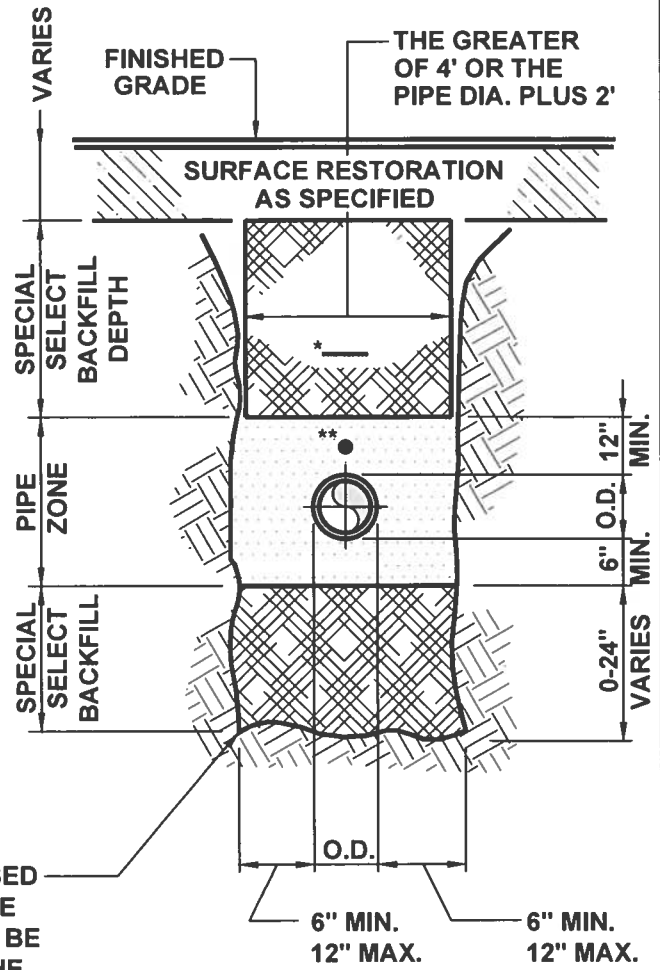 VARIES
FINISHED
GRADE
THE GREATER
OF 4' OR THE
PIPE DIA. PLUS 2'
SURFACE RESTORATION
AS SPECIFIED
SPECIAL
SELECT
BACKFILL
DEPTH
*
**
12"
MIN.
PIPE
ZONE
O.D.
6"
MIN.
SPECIAL
SELECT
BACKFILL
0-24"
VARIES
O.D.
BE
6" MIN.
12" MAX.
6" MIN.
12" MAX.